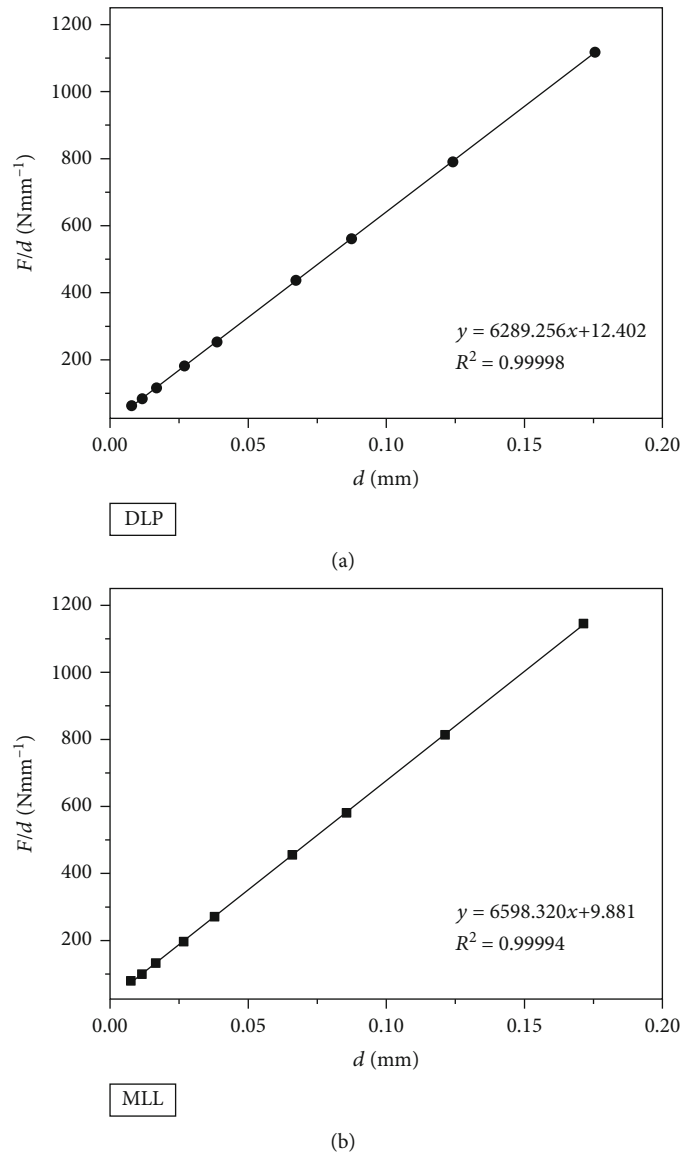 1200
1000
800
600
400
200
F/d (Nmm⁻¹)
0.00 0.05 0.10 0.15 0.20
d (mm)
y = 6289.256x+12.402
R² = 0.99998
DLP
(a)
1200
1000
800
600
400
200
F/d (Nmm⁻¹)
0.00 0.05 0.10 0.15 0.20
d (mm)
y = 6598.320x+9.881
R² = 0.99994
MLL
(b)